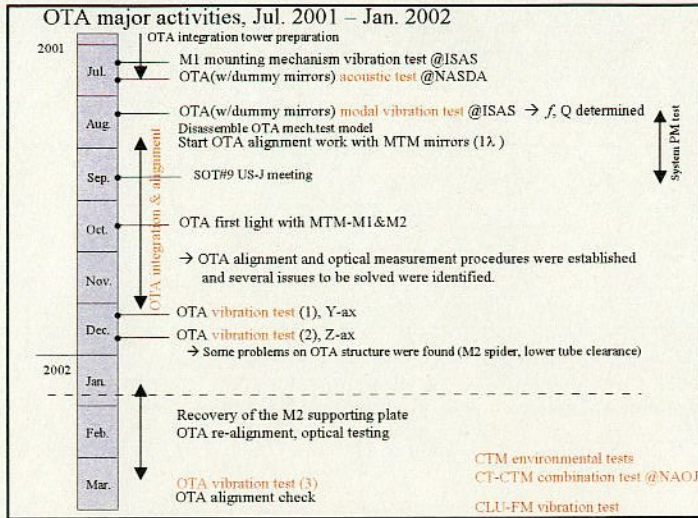 OTA major activities, Jul. 2001 – Jan. 2002
2001
OTA integration tower preparation
Jul.
M1 mounting mechanism vibration test @ISAS
OTA(w/dummy mirrors) acoustic test @NASDA
Aug.
OTA(w/dummy mirrors) modal vibration test @ISAS → f, Q determined
Disassemble OTA mech.test model
Start OTA alignment work with MTM mirrors (1λ )
System PM test
OTA integration & alignment
Sep.
SOT#9 US-J meeting
Oct.
OTA first light with MTM-M1&M2
→ OTA alignment and optical measurement procedures were established
and several issues to be solved were identified.
Nov.
Dec.
OTA vibration test (1), Y-ax
OTA vibration test (2), Z-ax
→ Some problems on OTA structure were found (M2 spider, lower tube clearance)
2002
Jan.
Feb.
Recovery of the M2 supporting plate
OTA re-alignment, optical testing
Mar.
OTA vibration test (3)
OTA alignment check
CTM environmental tests
CT-CTM combination test @NAOJ
CLU-FM vibration test